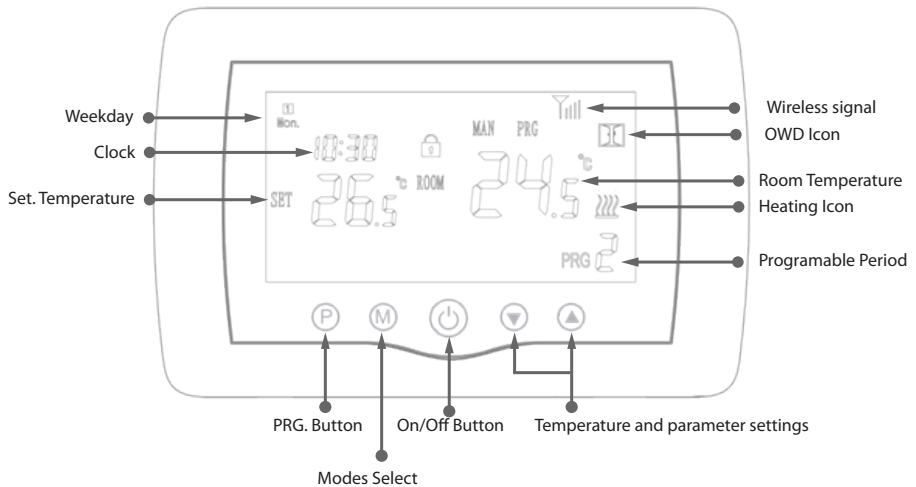 1
Mon.
Weekday
Wireless signal
MAN PRG
OWD Icon
Clock
10:30
°C
Room Temperature
Set. Temperature
SET
26.5
°C
ROOM
24.5
Heating Icon
PRG 2
Programable Period
P
M
PRG. Button
On/Off Button
Temperature and parameter settings
Modes Select